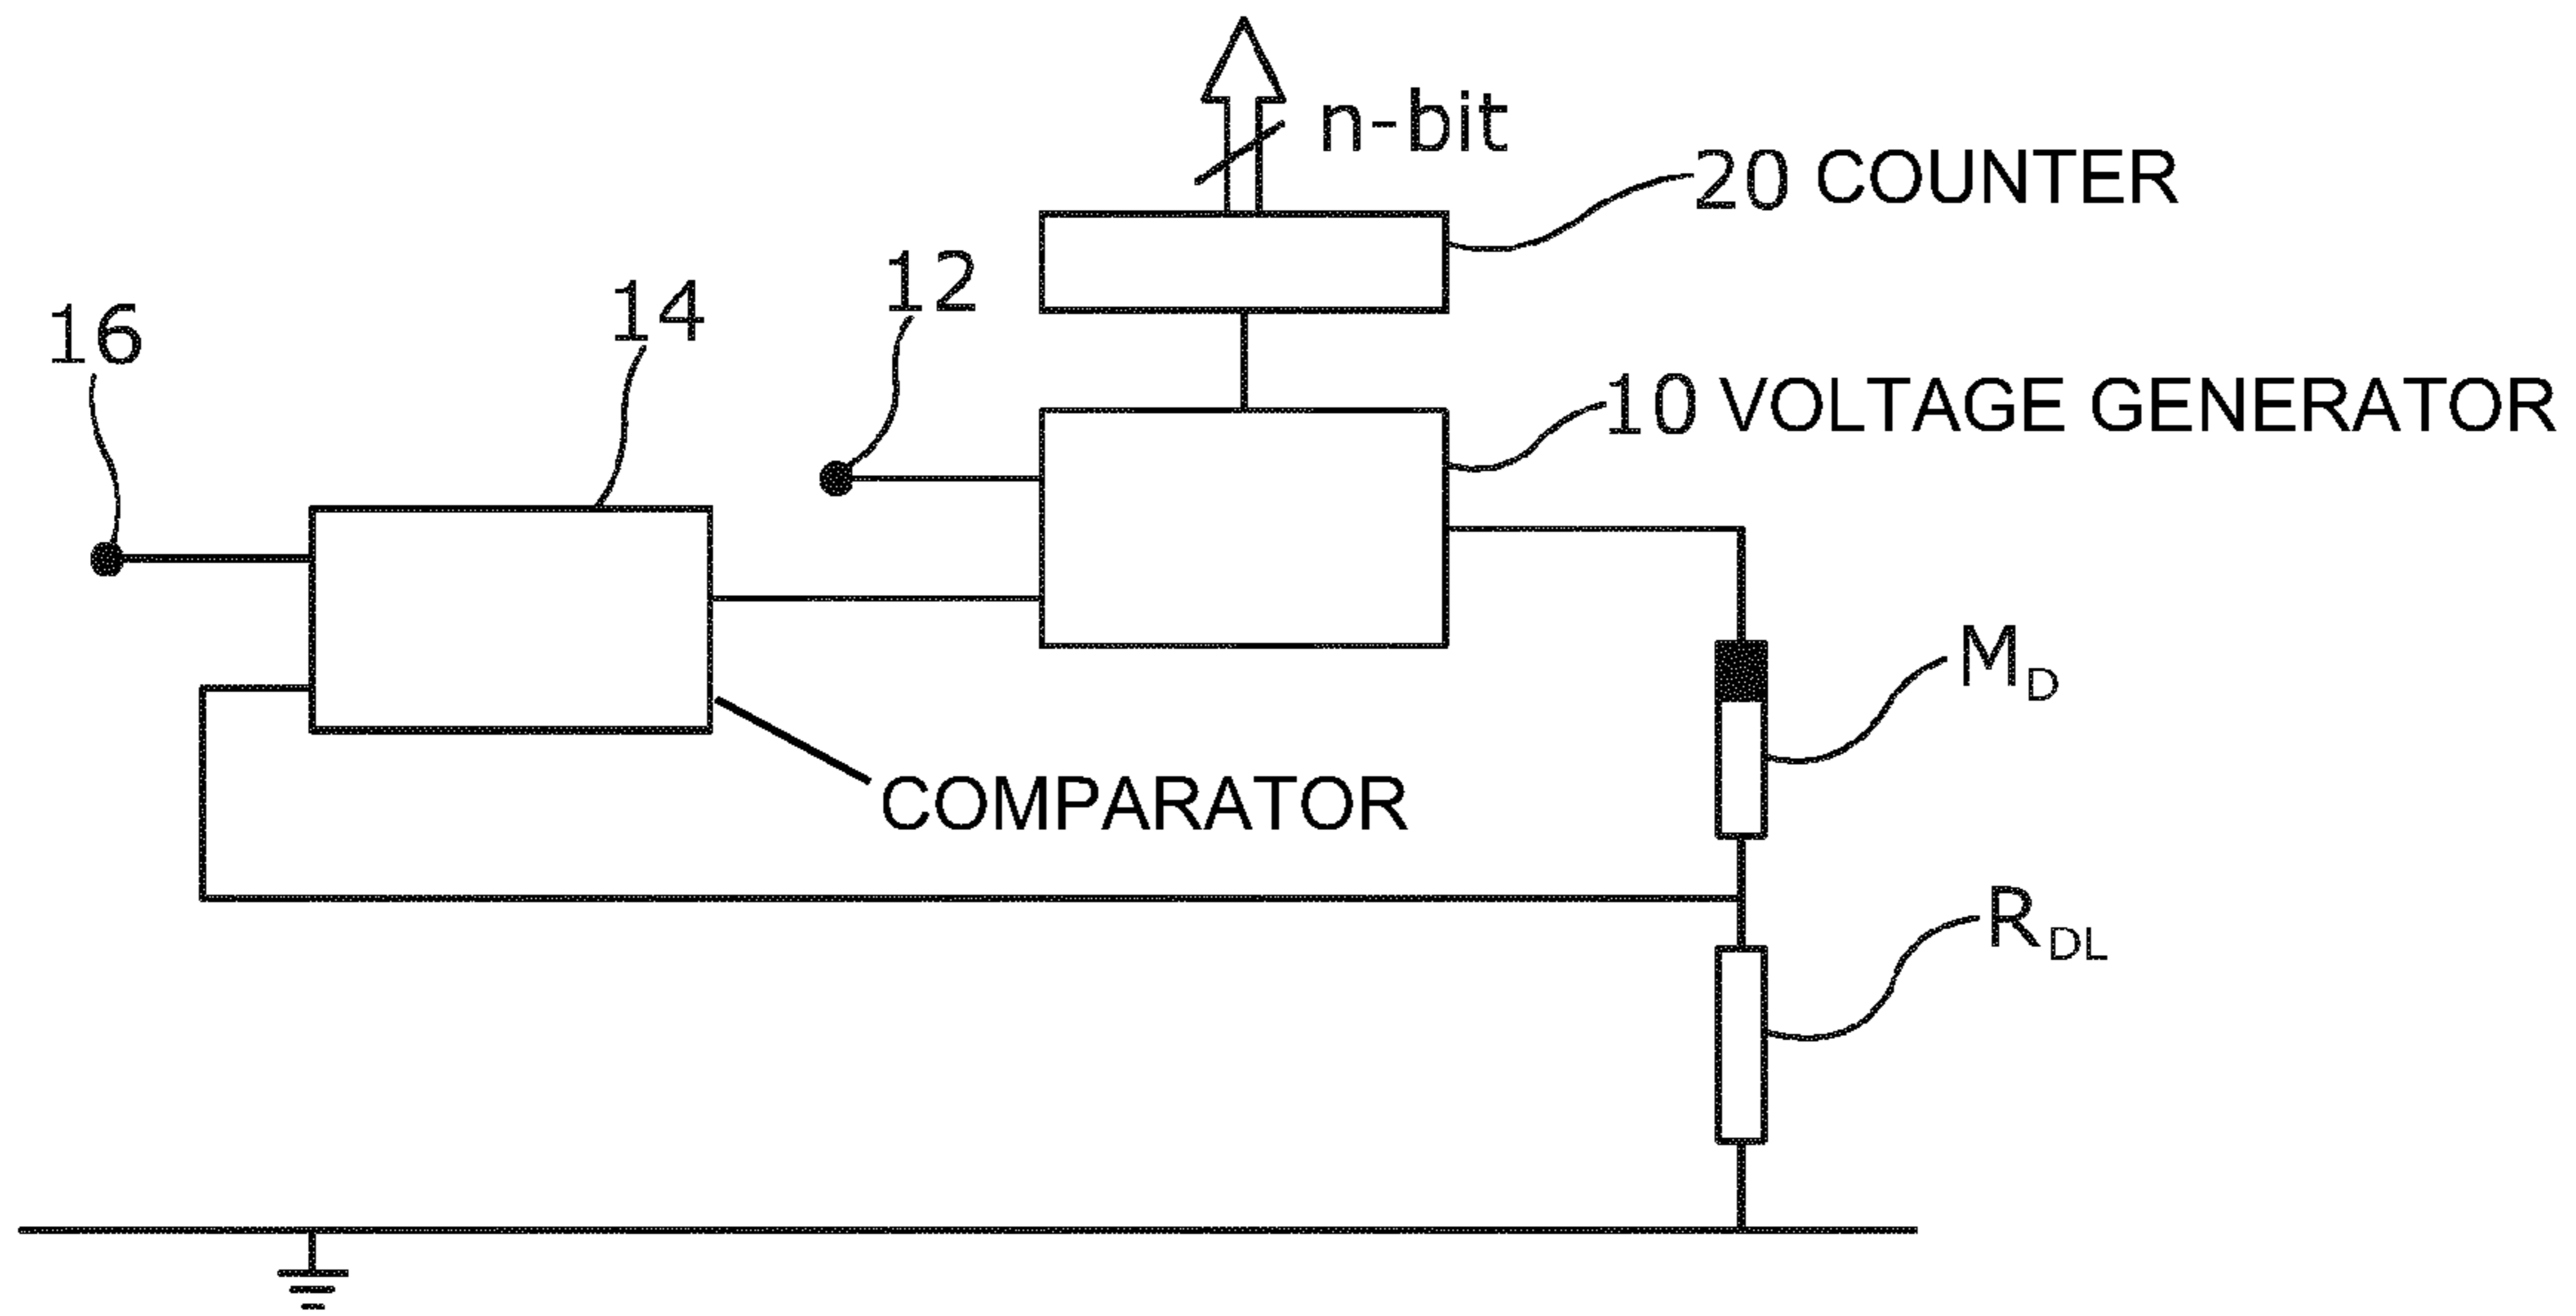 n-bit
20 COUNTER
12
14
16
10 VOLTAGE GENERATOR
M_D
COMPARATOR
R_DL